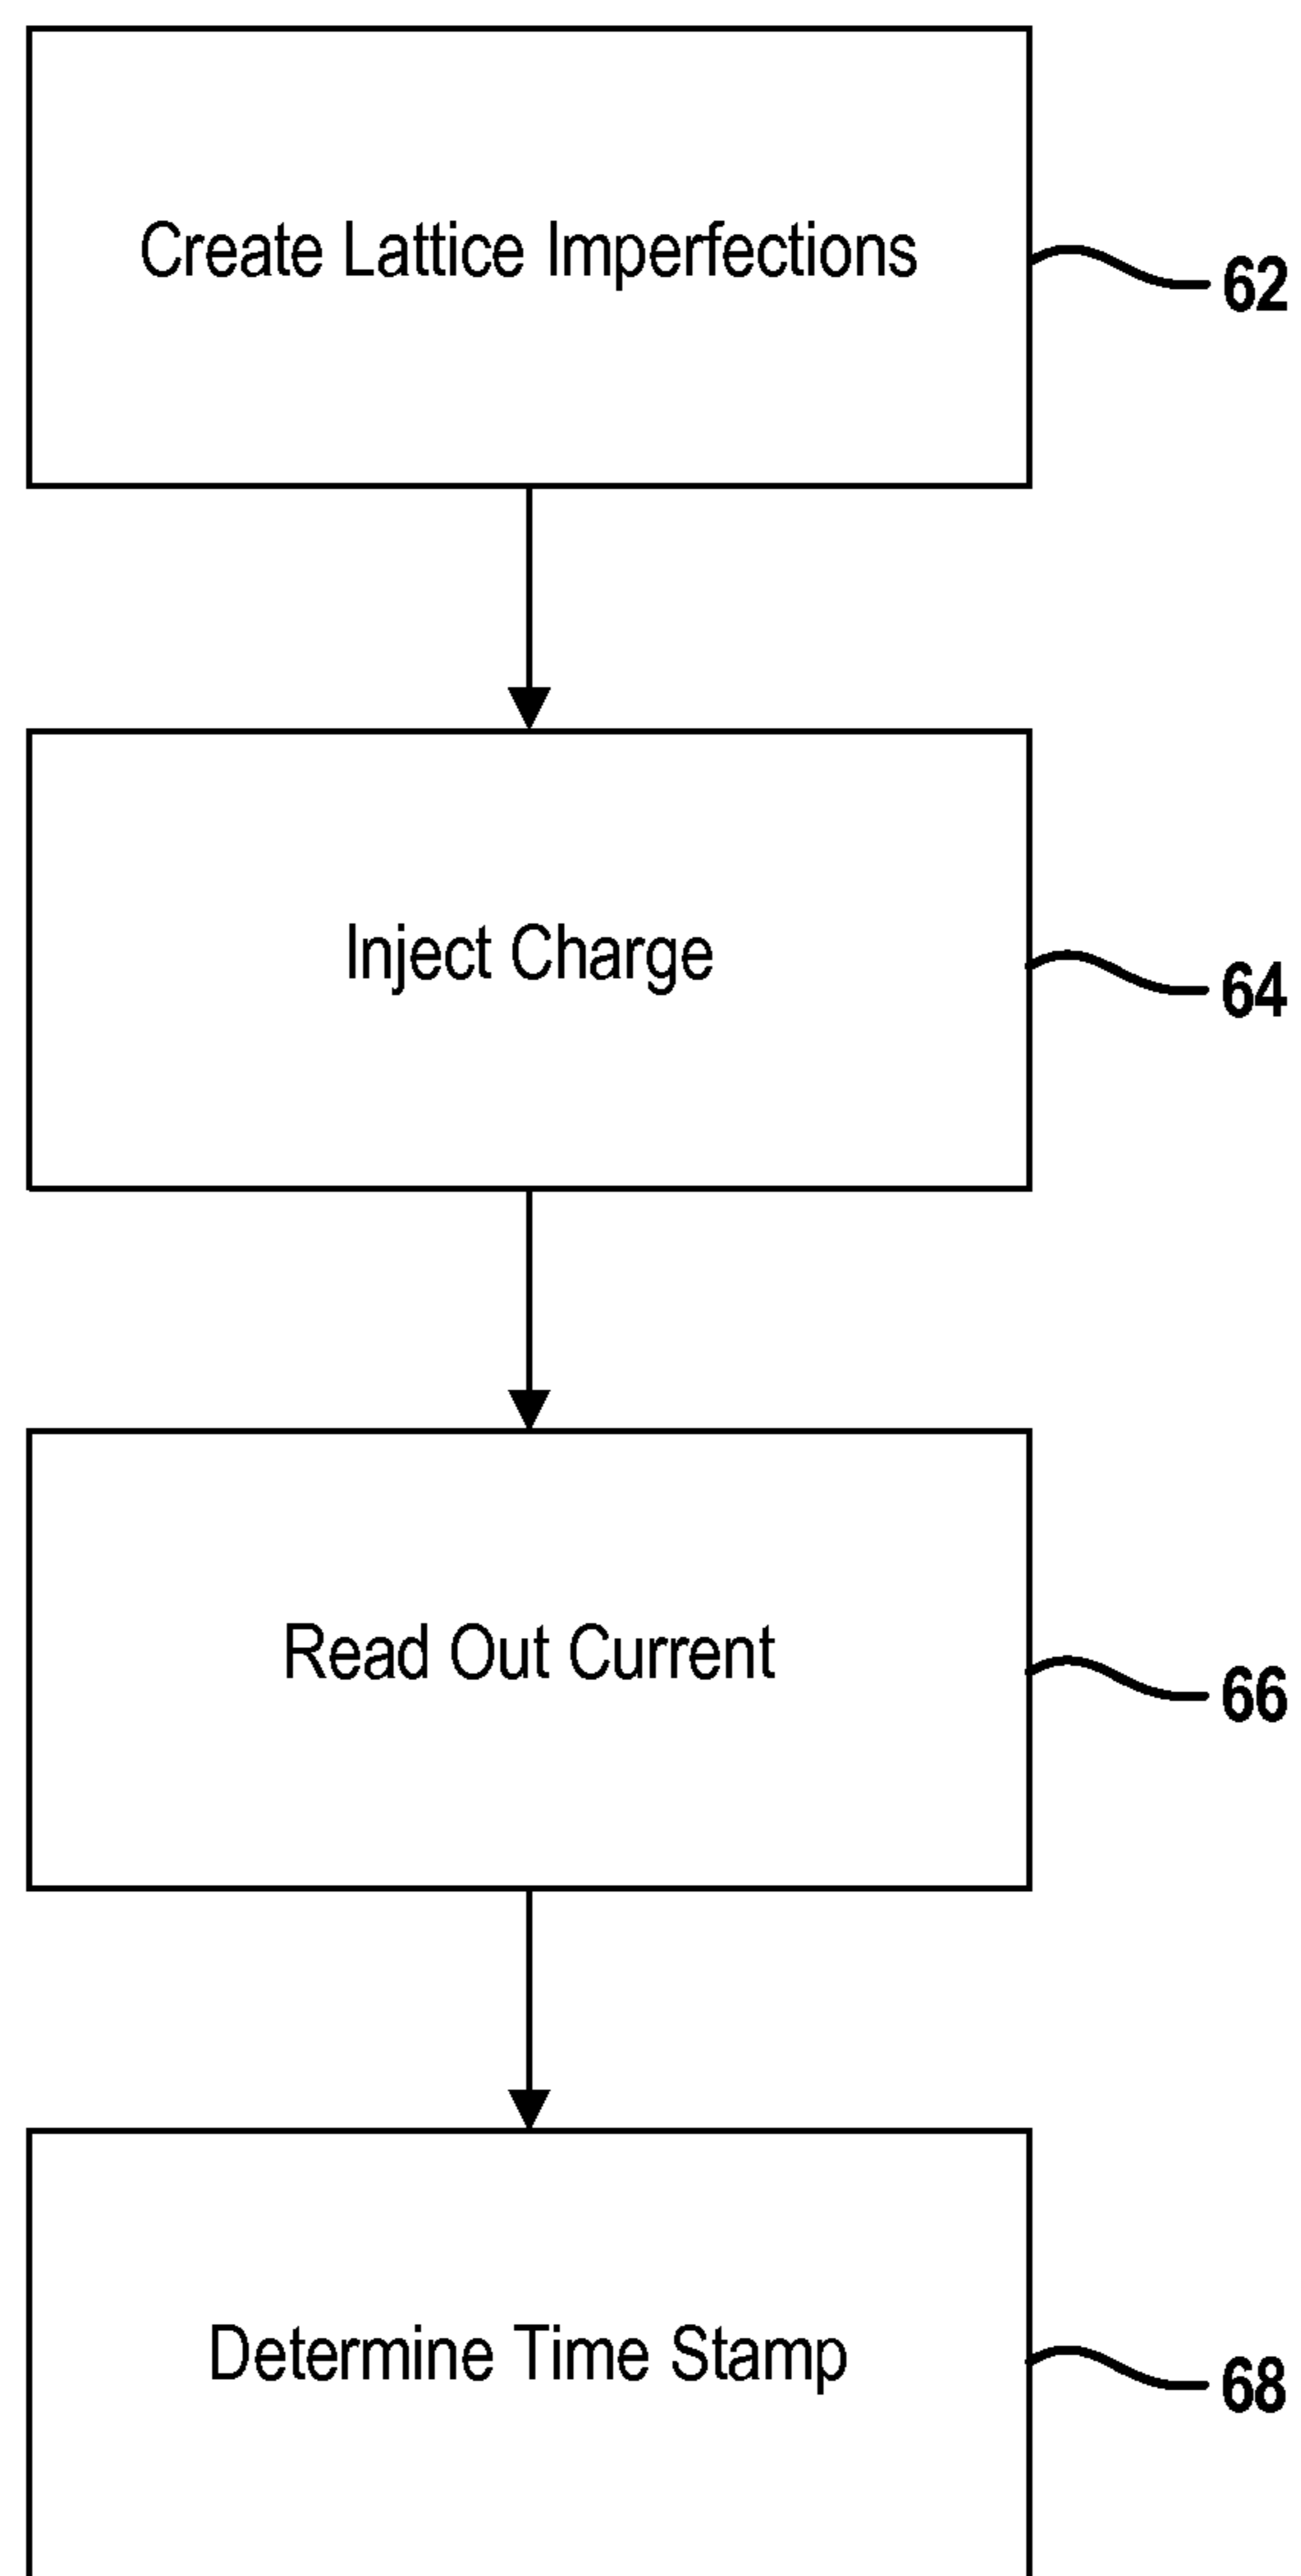 Create Lattice Imperfections
62
Inject Charge
64
Read Out Current
66
Determine Time Stamp
68